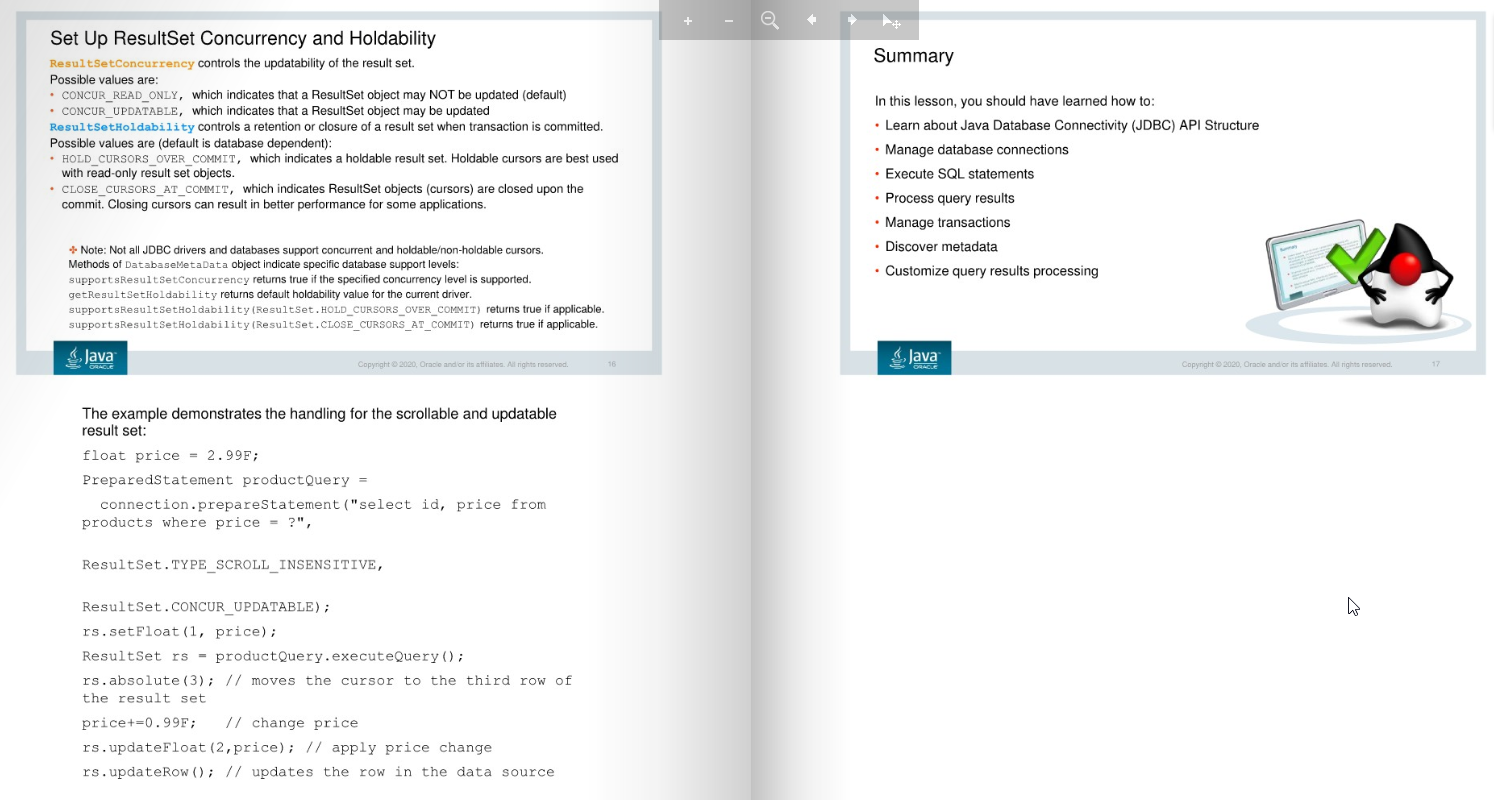 Set Up ResultSet Concurrency and Holdability
ResultSetConcurrency controls the updatability of the result set.
Possible values are:
• CONCUR_READ_ONLY, which indicates that a ResultSet object may NOT be updated (default)
• CONCUR_UPDATABLE, which indicates that a ResultSet object may be updated
ResultSetHoldability controls a retention or closure of a result set when transaction is committed.
Possible values are (default is database dependent):
• HOLD_CURSORS_OVER_COMMIT, which indicates a holdable result set. Holdable cursors are best used
with read-only result set objects.
• CLOSE_CURSORS_AT_COMMIT, which indicates ResultSet objects (cursors) are closed upon the
commit. Closing cursors can result in better performance for some applications.
✤ Note: Not all JDBC drivers and databases support concurrent and holdable/non-holdable cursors.
Methods of DatabaseMetaData object indicate specific database support levels:
supportsResultSetConcurrency returns true if the specified concurrency level is supported.
getResultSetHoldability returns default holdability value for the current driver.
supportsResultSetHoldability(ResultSet.HOLD_CURSORS_OVER_COMMIT) returns true if applicable.
supportsResultSetHoldability(ResultSet.CLOSE_CURSORS_AT_COMMIT) returns true if applicable.
Java™
ORACLE
Copyright © 2020, Oracle and/or its affiliates. All rights reserved. 16
The example demonstrates the handling for the scrollable and updatable
result set:
float price = 2.99F;
PreparedStatement productQuery =
connection.prepareStatement("select id, price from
products where price = ?",
ResultSet.TYPE_SCROLL_INSENSITIVE,
ResultSet.CONCUR_UPDATABLE);
rs.setFloat(1, price);
ResultSet rs = productQuery.executeQuery();
rs.absolute(3); // moves the cursor to the third row of
the result set
price+=0.99F; // change price
rs.updateFloat(2,price); // apply price change
rs.updateRow(); // updates the row in the data source
Summary
In this lesson, you should have learned how to:
• Learn about Java Database Connectivity (JDBC) API Structure
• Manage database connections
• Execute SQL statements
• Process query results
• Manage transactions
• Discover metadata
• Customize query results processing
Summary
Java™
ORACLE
Copyright © 2020, Oracle and/or its affiliates. All rights reserved. 17